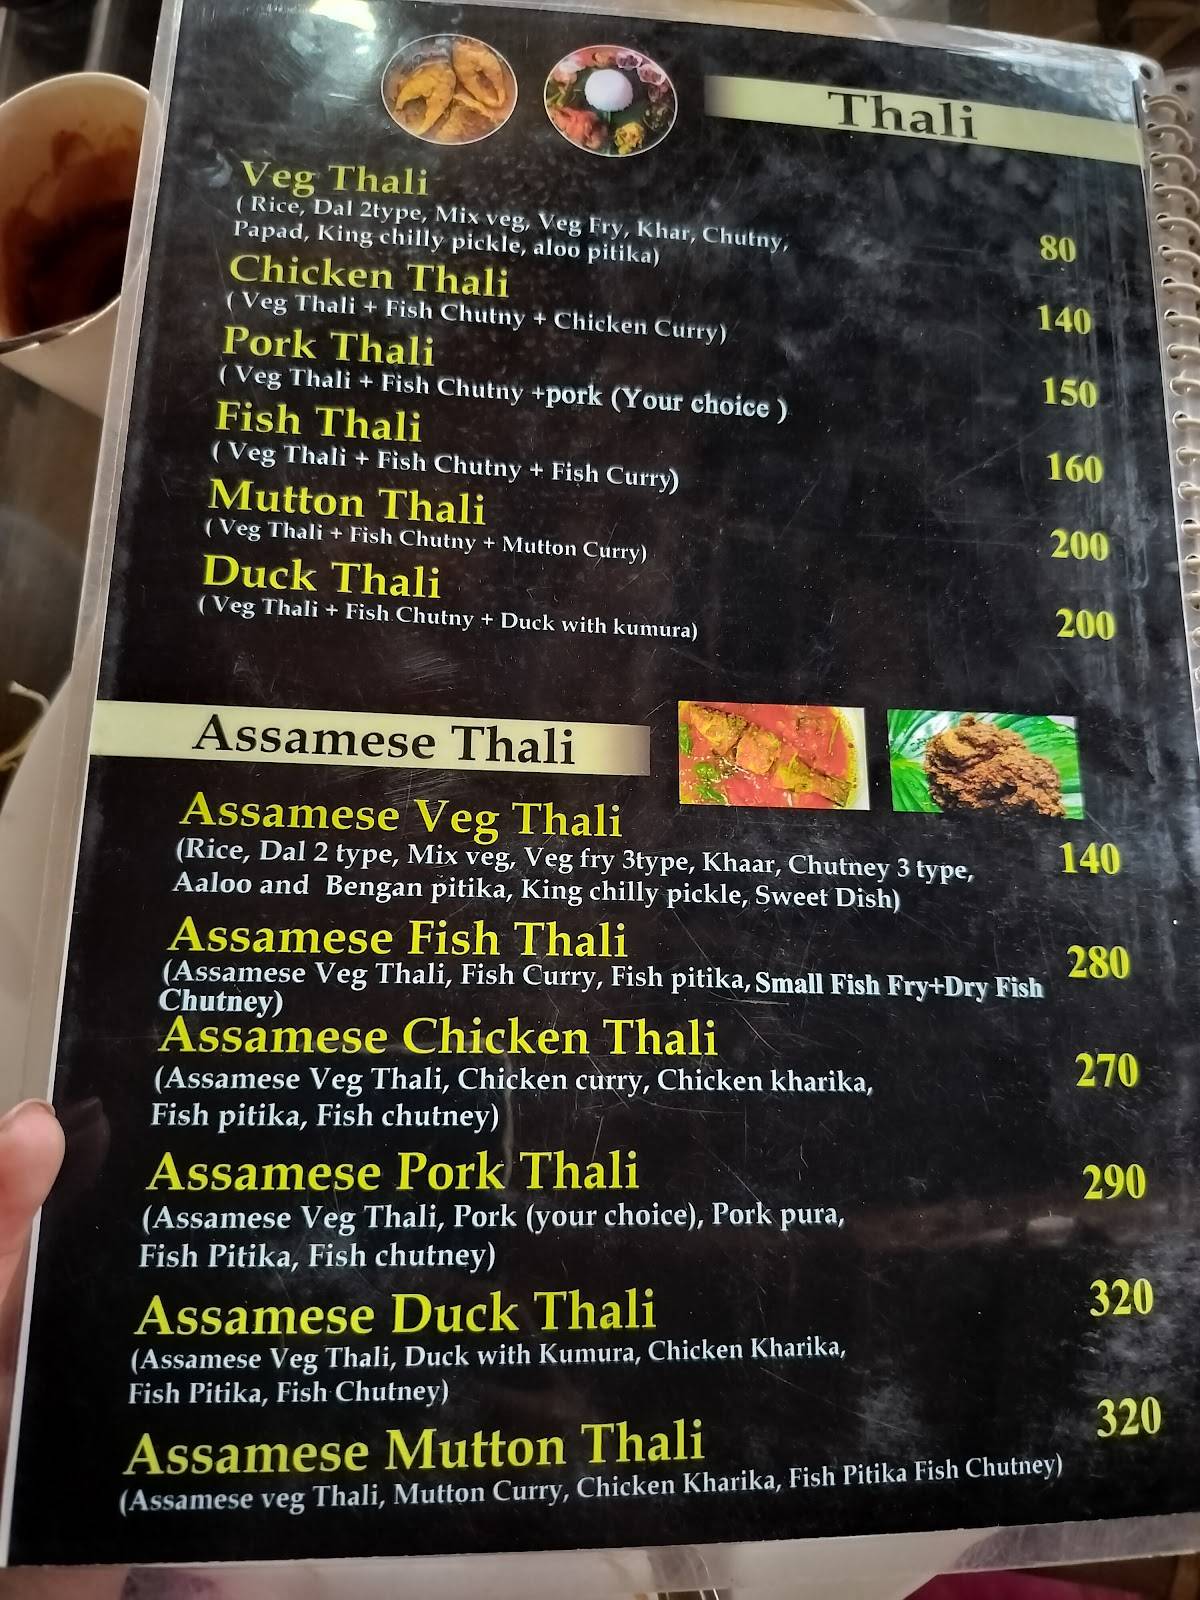 Thali
Veg Thali
( Rice, Dal 2type, Mix veg, Veg Fry, Khar, Chutny,
Papad, King chilly pickle, aloo pitika)
80
Chicken Thali
( Veg Thali + Fish Chutny + Chicken Curry)
140
Pork Thali
( Veg Thali + Fish Chutny +pork (Your choice )
150
Fish Thali
( Veg Thali + Fish Chutny + Fish Curry)
160
Mutton Thali
( Veg Thali + Fish Chutny + Mutton Curry)
200
Duck Thali
( Veg Thali + Fish Chutny + Duck with kumura)
200
Assamese Thali
Assamese Veg Thali
(Rice, Dal 2 type, Mix veg, Veg fry 3type, Khaar, Chutney 3 type,
Aaloo and Bengan pitika, King chilly pickle, Sweet Dish)
140
Assamese Fish Thali
(Assamese Veg Thali, Fish Curry, Fish pitika, Small Fish Fry+Dry Fish
Chutney)
280
Assamese Chicken Thali
(Assamese Veg Thali, Chicken curry, Chicken kharika,
Fish pitika, Fish chutney)
270
Assamese Pork Thali
(Assamese Veg Thali, Pork (your choice), Pork pura,
Fish Pitika, Fish chutney)
290
Assamese Duck Thali
(Assamese Veg Thali, Duck with Kumura, Chicken Kharika,
Fish Pitika, Fish Chutney)
320
Assamese Mutton Thali
(Assamese veg Thali, Mutton Curry, Chicken Kharika, Fish Pitika Fish Chutney)
320